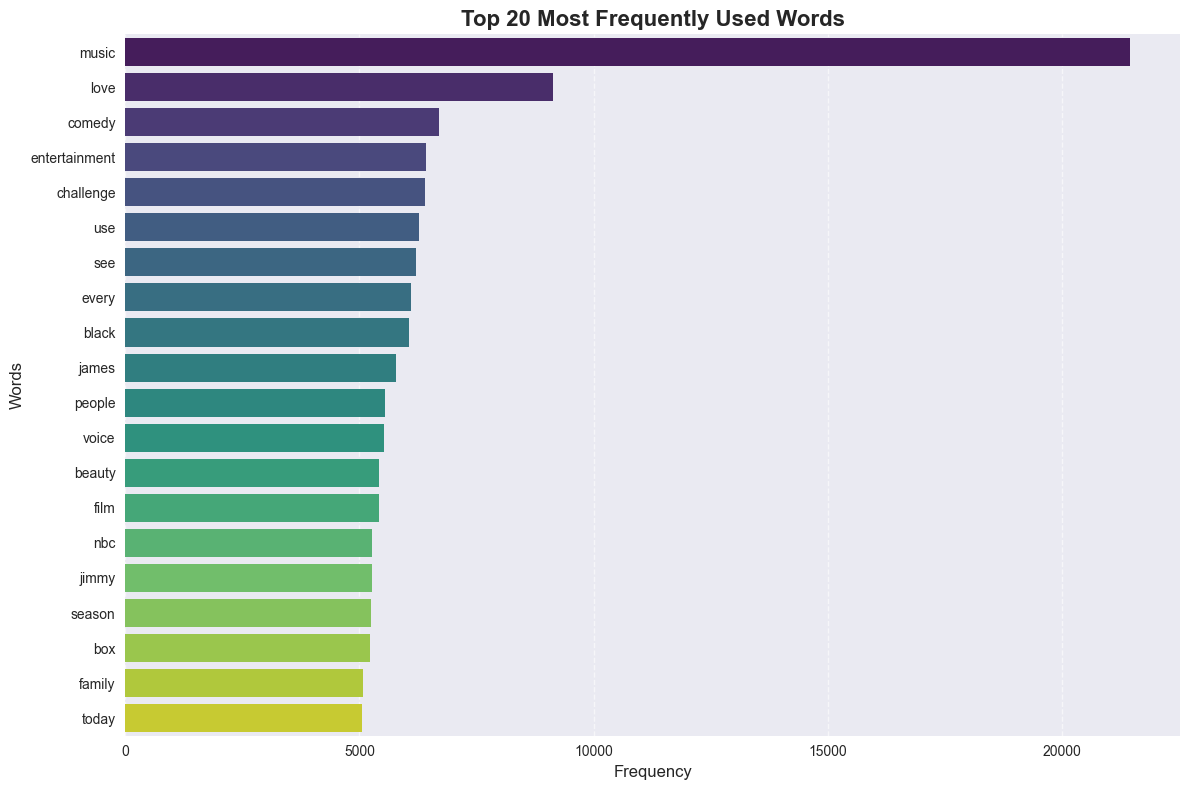 Top 20 Most Frequently Used Words
music
love
comedy
entertainment
challenge
use
see
every
black
james
people
voice
beauty
film
nbc
jimmy
season
box
family
today
Words
0 5000 10000 15000 20000
Frequency